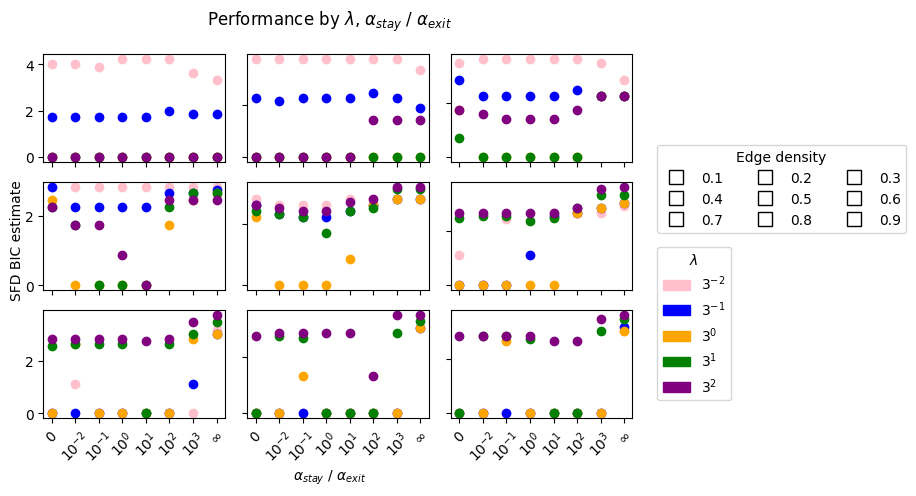 Performance by λ, α_stay / α_exit
4
2
0
SFD BIC estimate
2
0
2
0
0 10^-2 10^-1 10^0 10^1 10^2 10^3 ∞
0 10^-2 10^-1 10^0 10^1 10^2 10^3 ∞
0 10^-2 10^-1 10^0 10^1 10^2 10^3 ∞
α_stay / α_exit
Edge density
0.1 0.2 0.3
0.4 0.5 0.6
0.7 0.8 0.9
λ
3^-2
3^-1
3^0
3^1
3^2